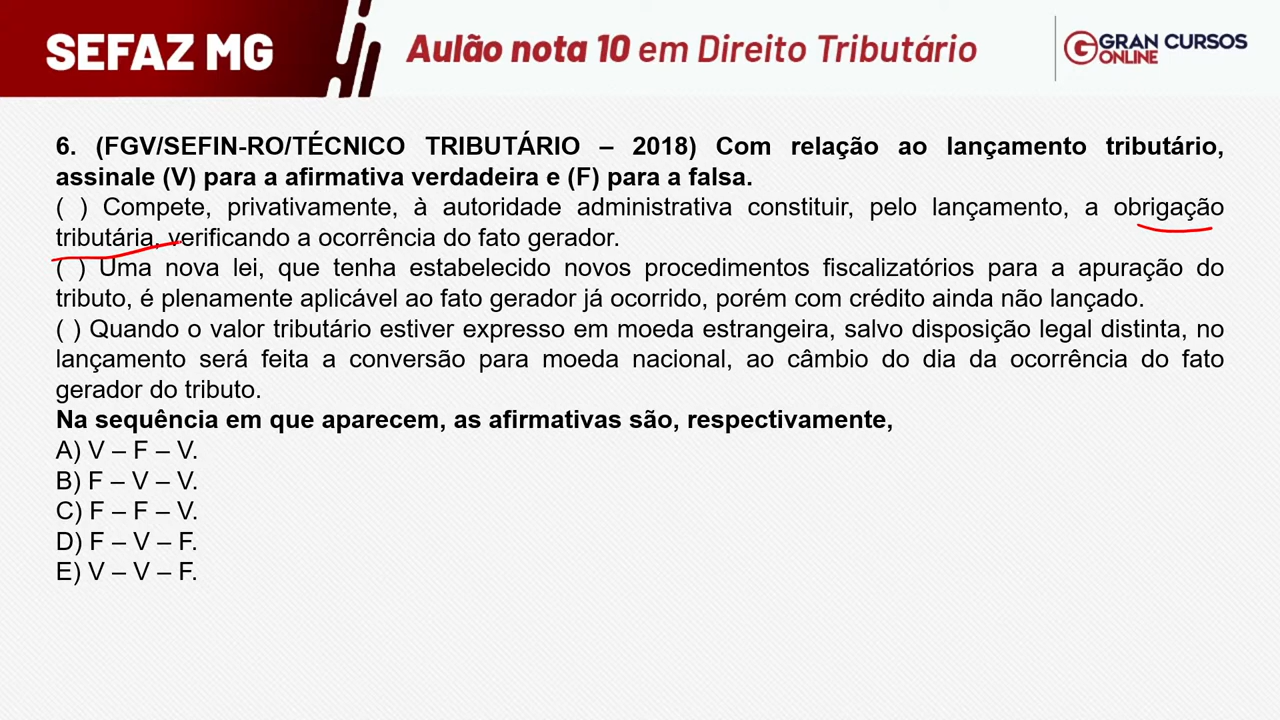 SEFAZ MG
Aulão nota 10 em Direito Tributário
GRAN CURSOS
ONLINE
6. (FGV/SEFIN-RO/TÉCNICO TRIBUTÁRIO – 2018) Com relação ao lançamento tributário,
assinale (V) para a afirmativa verdadeira e (F) para a falsa.
( ) Compete, privativamente, à autoridade administrativa constituir, pelo lançamento, a obrigação
tributária, verificando a ocorrência do fato gerador.
( ) Uma nova lei, que tenha estabelecido novos procedimentos fiscalizatórios para a apuração do
tributo, é plenamente aplicável ao fato gerador já ocorrido, porém com crédito ainda não lançado.
( ) Quando o valor tributário estiver expresso em moeda estrangeira, salvo disposição legal distinta, no
lançamento será feita a conversão para moeda nacional, ao câmbio do dia da ocorrência do fato
gerador do tributo.
Na sequência em que aparecem, as afirmativas são, respectivamente,
A) V – F – V.
B) F – V – V.
C) F – F – V.
D) F – V – F.
E) V – V – F.